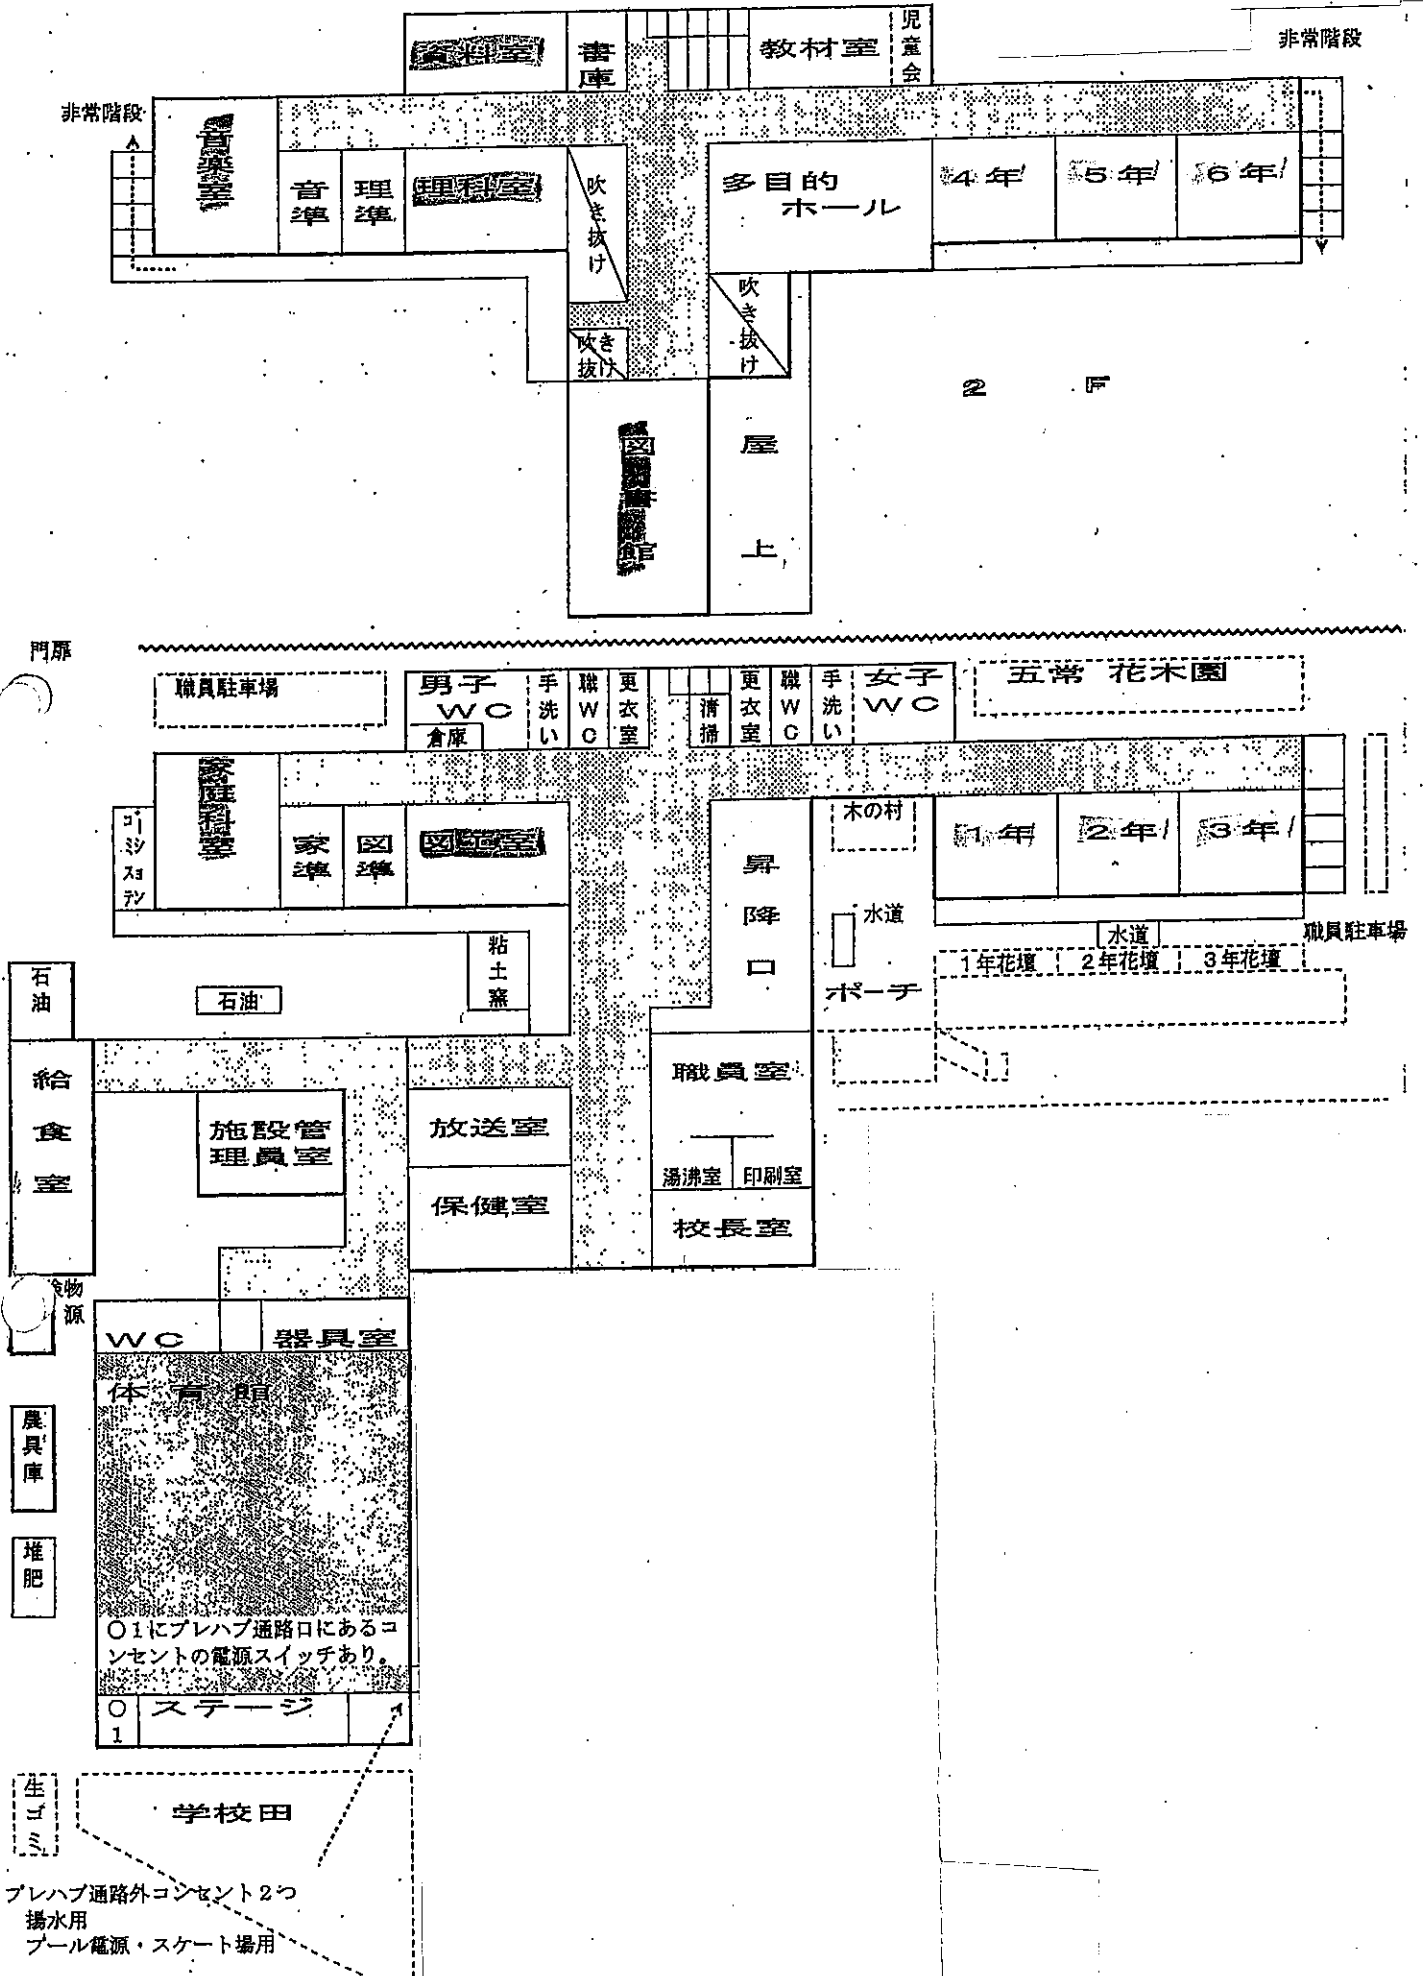 資料室
書庫
教材室
児童会
非常階段
非常階段
音楽室
音準
理準
理科室
吹き抜け
多目的
ホール
4年
5年
6年
吹き抜け
吹き
抜け
2 F
図書館
屋上
門扉
職員駐車場
男子
WC
倉庫
手洗い
職WC
更衣室
清掃
更衣室
職WC
手洗い
女子
WC
五常 花木園
家庭科室
家準
図準
図工室
昇降口
木の村
1年
2年
3年
水道
水道
職員駐車場
1年花壇
2年花壇
3年花壇
ポーチ
粘土窯
石油
石油
給食室
施設管
理員室
放送室
保健室
職員室
湯沸室
印刷室
校長室
物
源
WC
器具室
体育館
農具庫
堆肥
○1にプレハブ通路口にあるコ
ンセントの電源スイッチあり。
○1
ステージ
生ゴミ
学校田
プレハブ通路外コンセント2つ
揚水用
プール電源・スケート場用